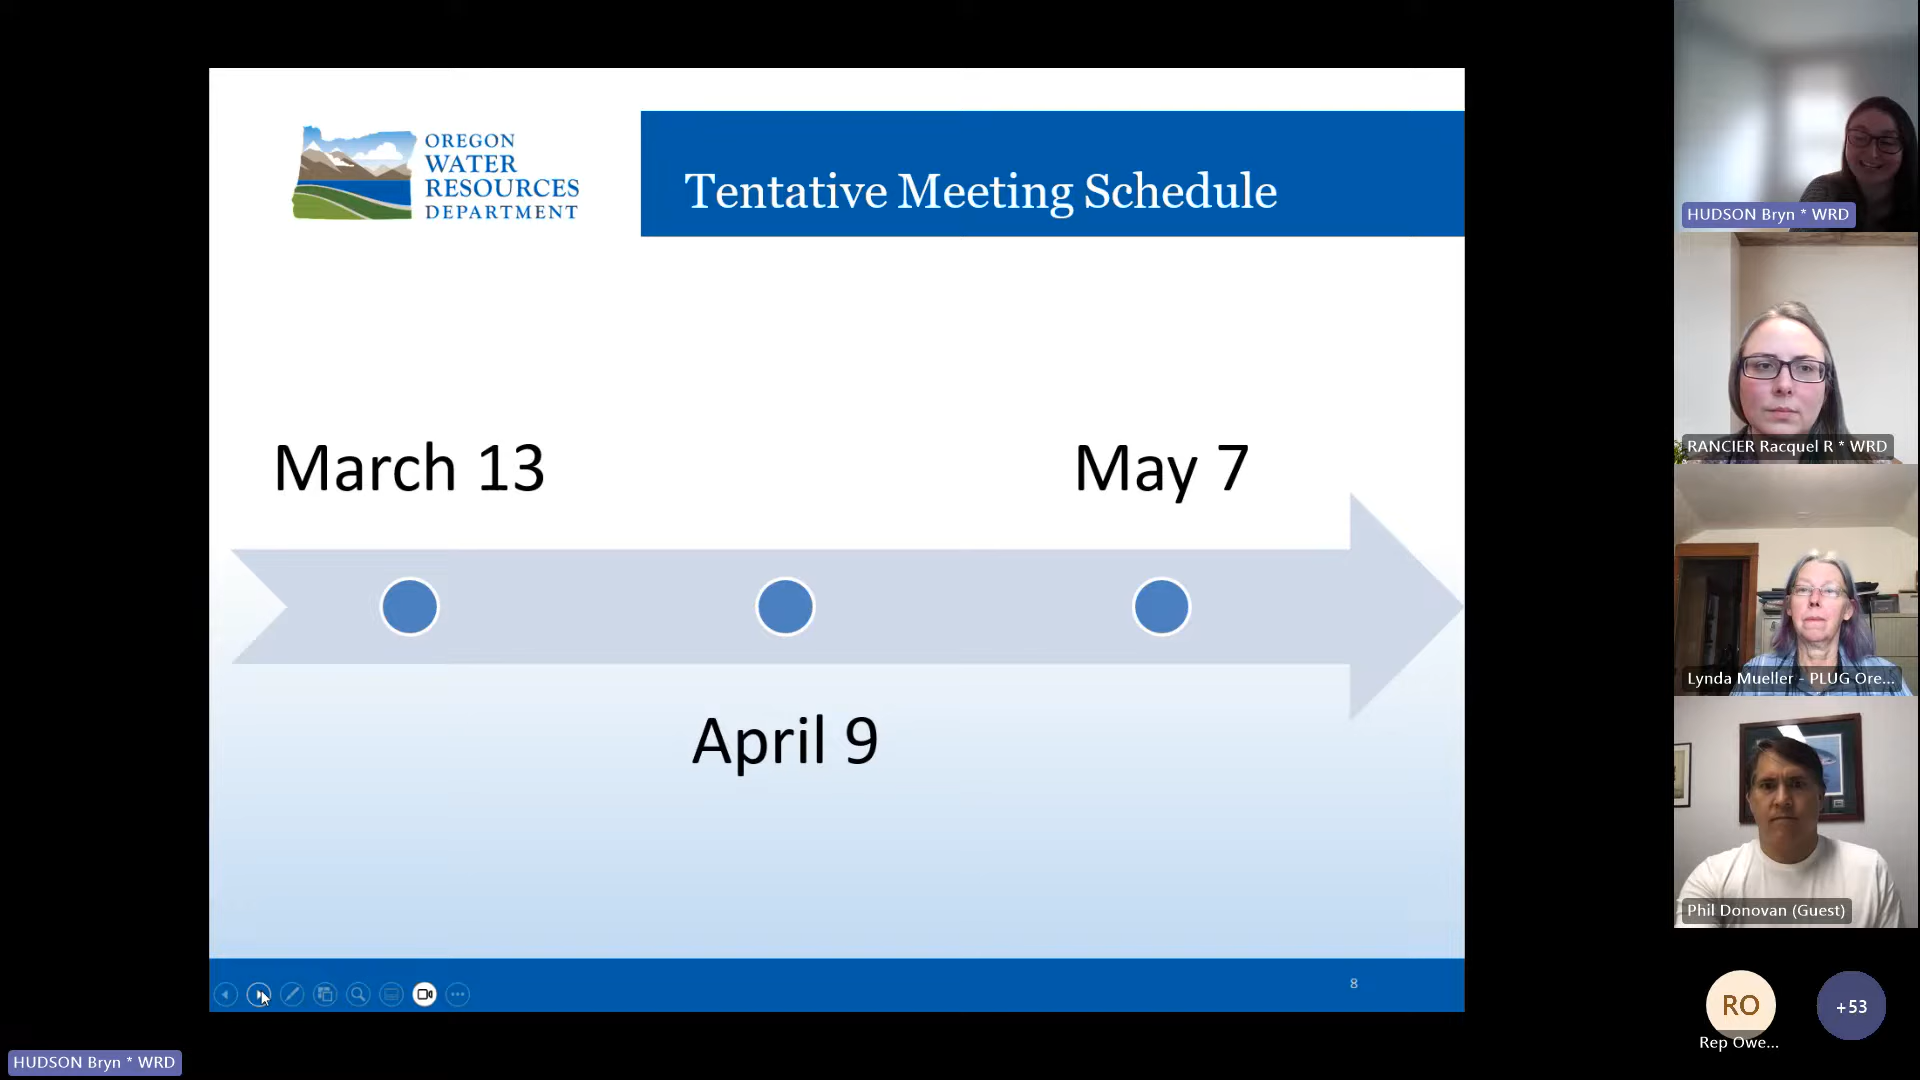 OREGON
WATER
RESOURCES
DEPARTMENT
Tentative Meeting Schedule
March 13
May 7
April 9
8
HUDSON Bryn * WRD
RANCIER Racquel R * WRD
Lynda Mueller - PLUG Ore...
Phil Donovan (Guest)
RO
+53
Rep Owe...
HUDSON Bryn * WRD